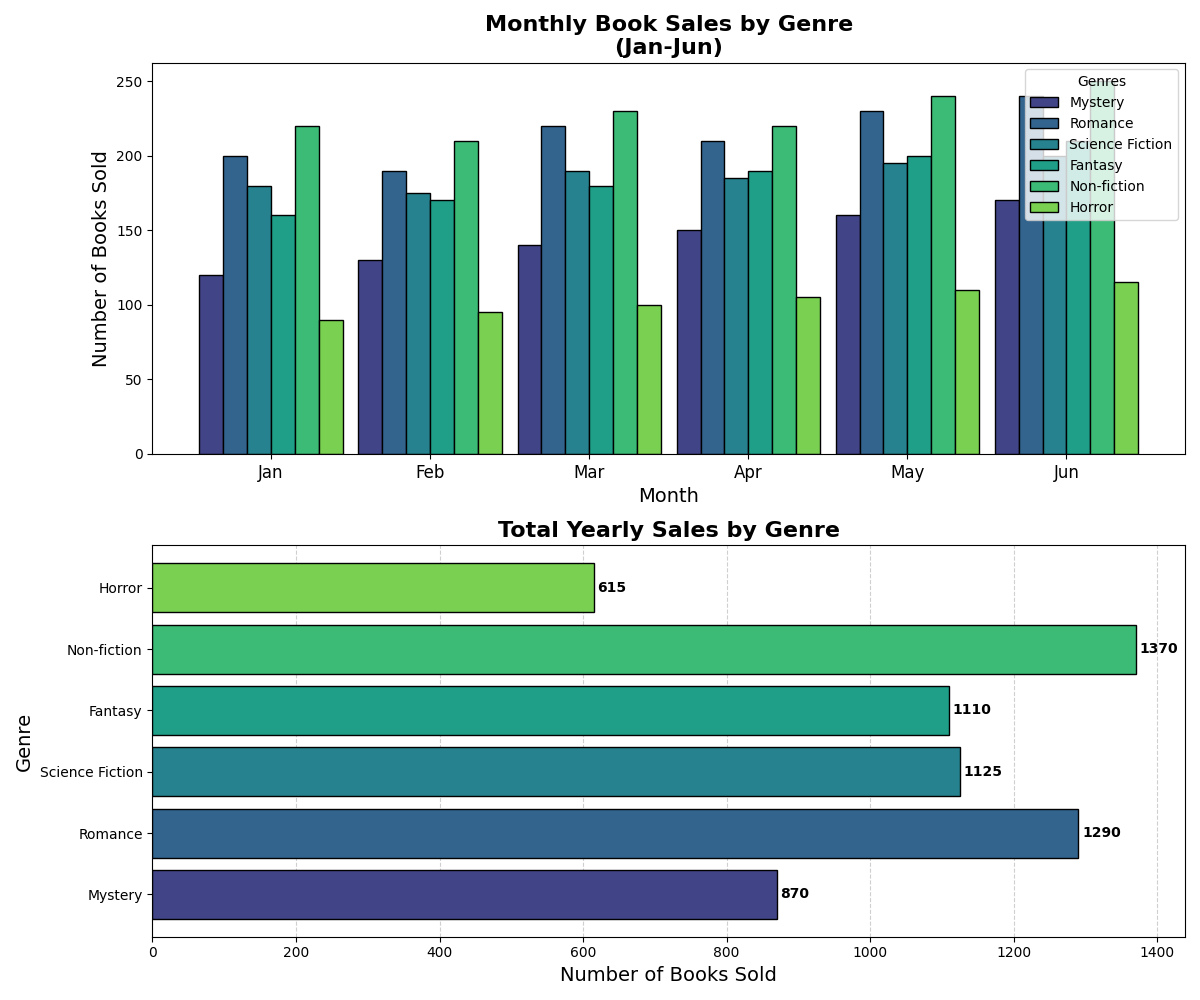 Monthly Book Sales by Genre
(Jan-Jun)
Number of Books Sold
250
200
150
100
50
0
Genres
Mystery
Romance
Science Fiction
Fantasy
Non-fiction
Horror
Jan Feb Mar Apr May Jun
Month
Total Yearly Sales by Genre
Genre
Horror 615
Non-fiction 1370
Fantasy 1110
Science Fiction 1125
Romance 1290
Mystery 870
0 200 400 600 800 1000 1200 1400
Number of Books Sold